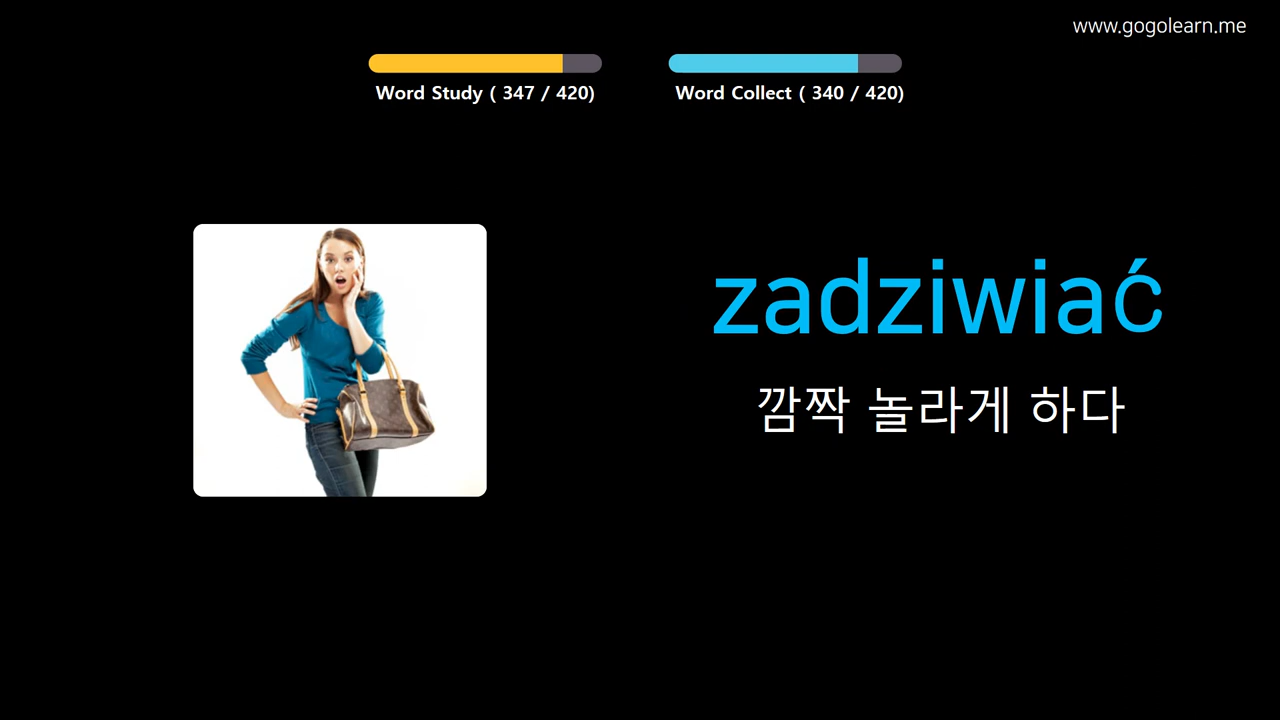 www.gogolearn.me
Word Study ( 347 / 420)
Word Collect ( 340 / 420)
zadziwiać
깜짝 놀라게 하다